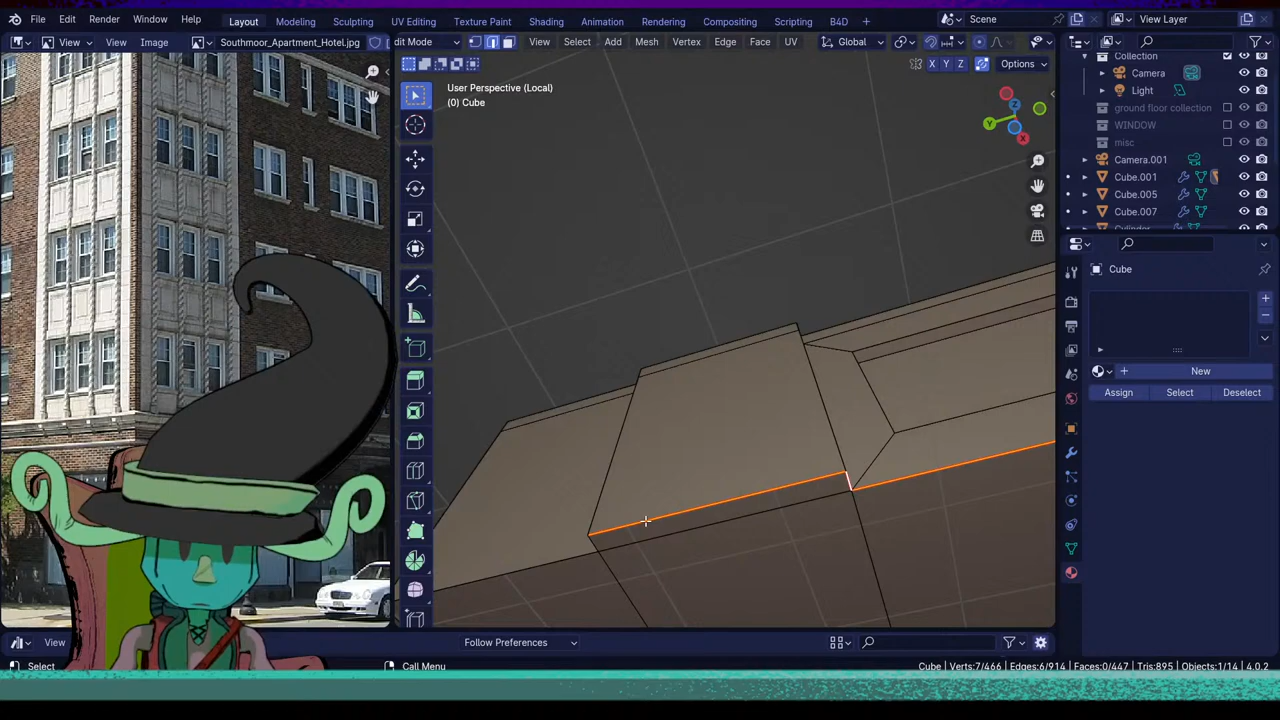 File Edit Render Window Help
Layout Modeling Sculpting UV Editing Texture Paint Shading Animation Rendering Compositing Scripting B4D +
Scene
View Layer
View View Image Southmoor_Apartment_Hotel.jpg
dit Mode View Select Add Mesh Vertex Edge Face UV Global
X Y Z Options
User Perspective (Local)
(0) Cube
Z
Y
X
Collection
Camera
Light
ground floor collection
WINDOW
misc
Camera.001
Cube.001
Cube.005
Cube.007
Cube
New
Assign Select Deselect
View Follow Preferences
Select Call Menu Cube | Verts:7/466 | Edges:6/914 | Faces:0/447 | Tris:895 | Objects:1/14 | 4.0.2